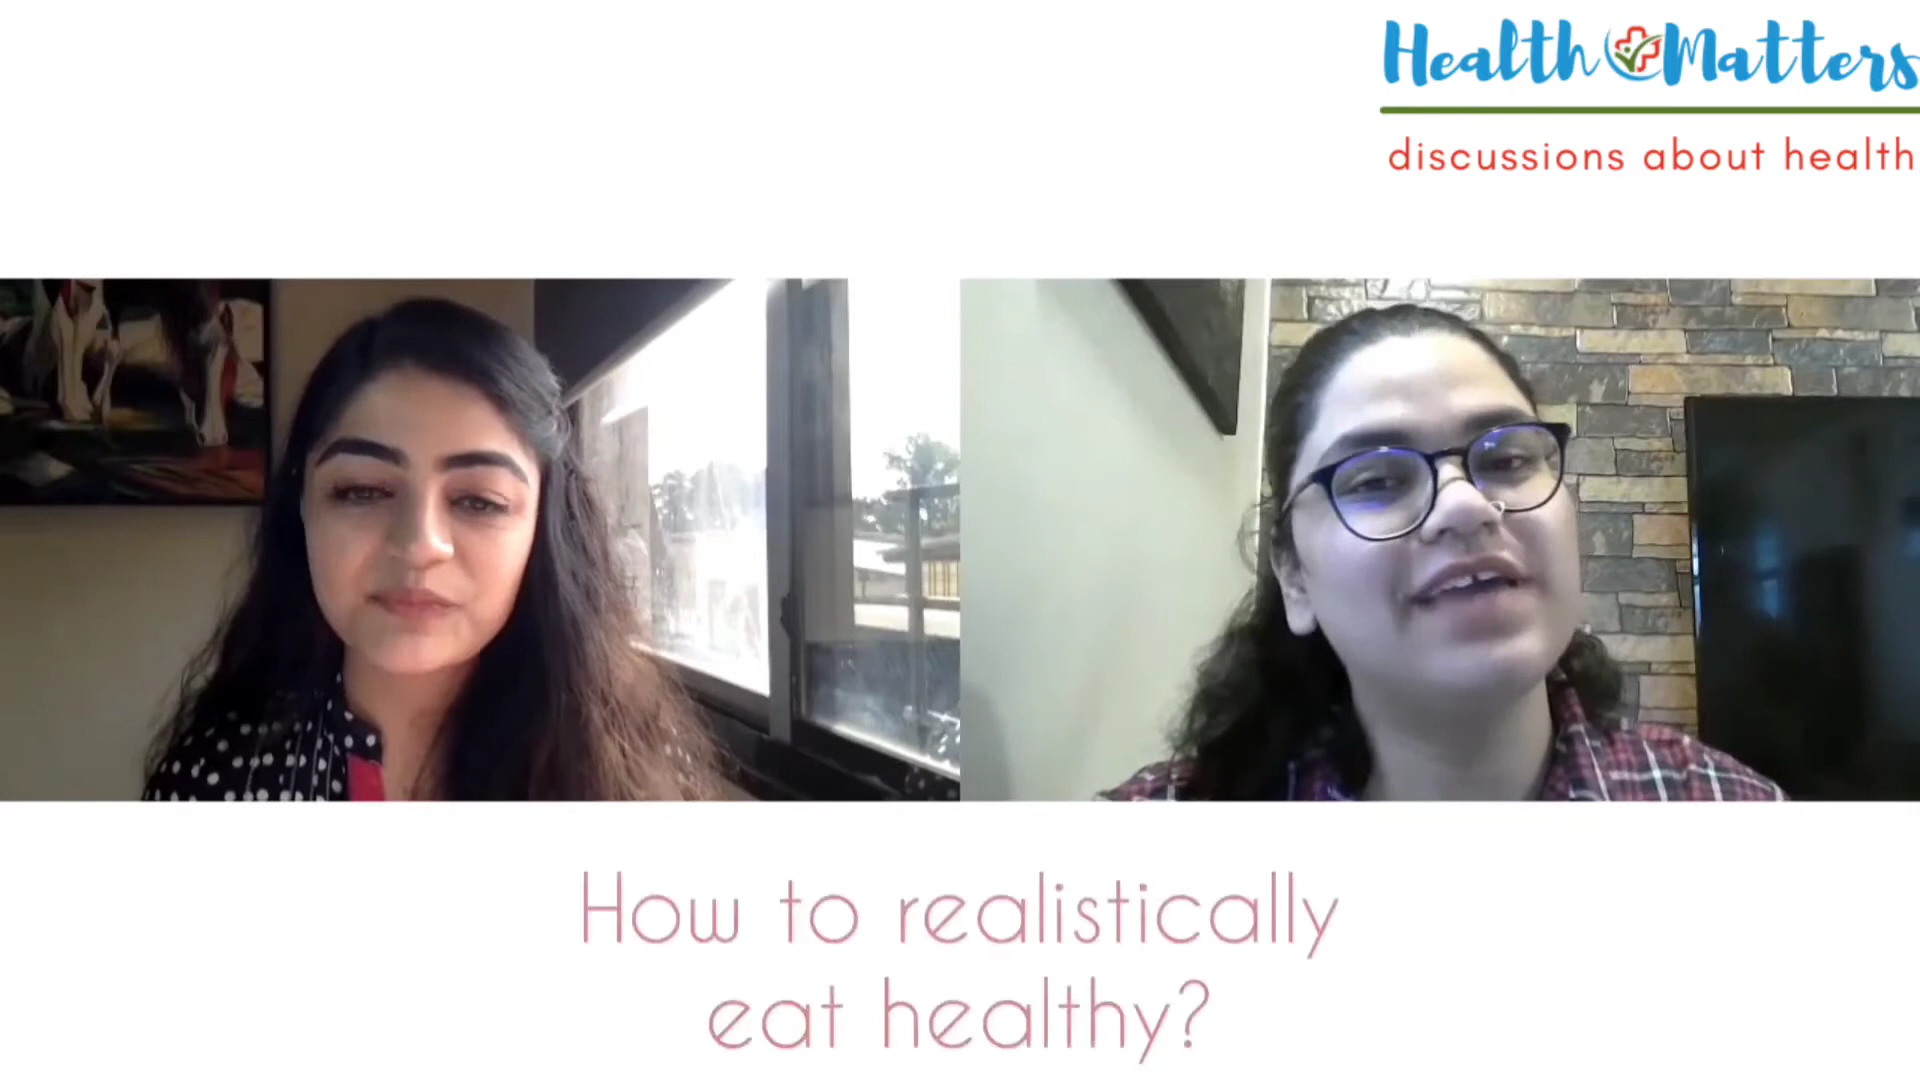 Health Matters
discussions about health
How to realistically
eat healthy?